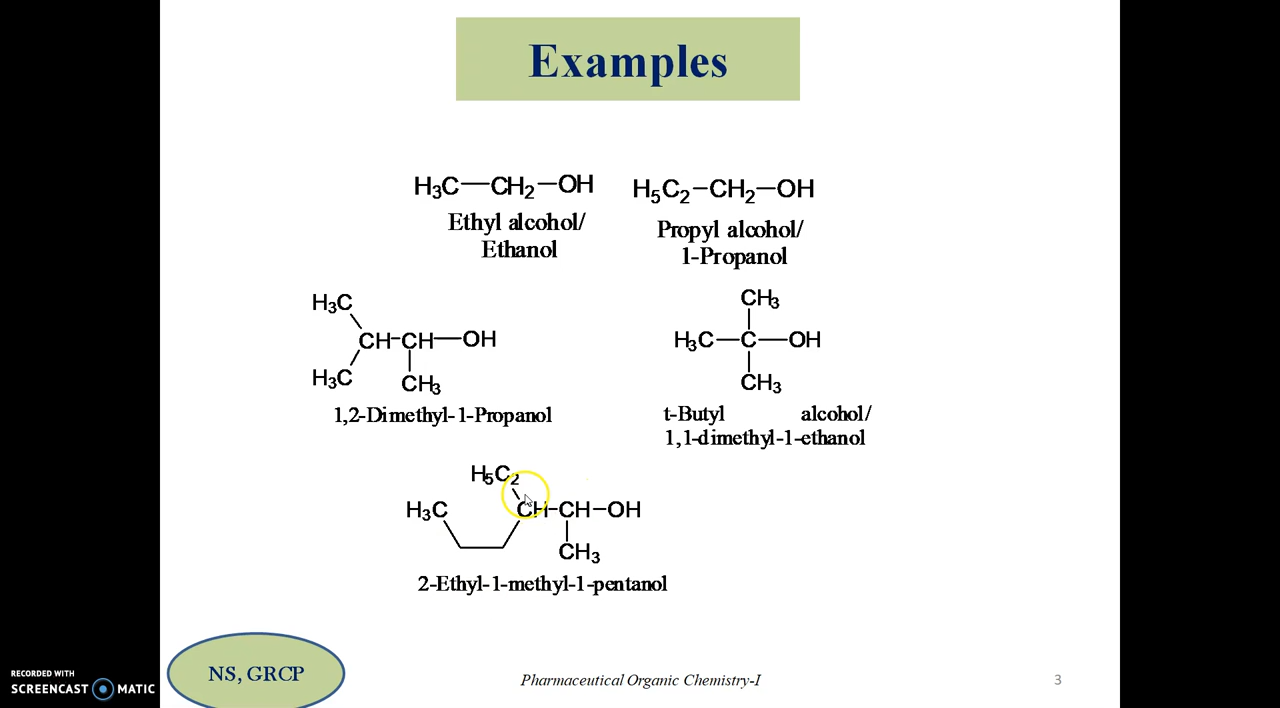 Examples
H₃C—CH₂—OH
Ethyl alcohol/
Ethanol
H₅C₂–CH₂–OH
Propyl alcohol/
1-Propanol
H₃C
CH-CH—OH
H₃C
CH₃
1,2-Dimethyl-1-Propanol
CH₃
H₃C—C—OH
CH₃
t-Butyl alcohol/
1,1-dimethyl-1-ethanol
H₅C₂
H₃C
CH-CH–OH
CH₃
2-Ethyl-1-methyl-1-pentanol
NS, GRCP
Pharmaceutical Organic Chemistry-I
3
RECORDED WITH
SCREENCAST MATIC